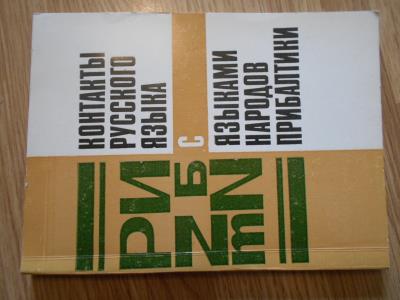 КОНТАКТЫ
РУССКОГО
ЯЗЫКА
С
ЯЗЫКАМИ
НАРОДОВ
ПРИБАЛТИКИ